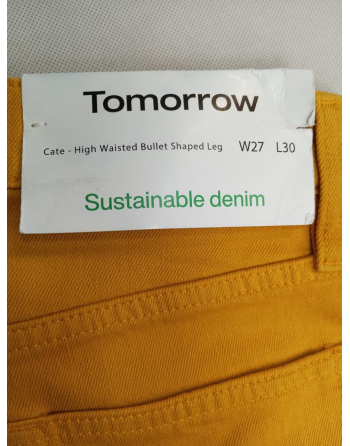 Tomorrow
Cate - High Waisted Bullet Shaped Leg W27 L30
Sustainable denim